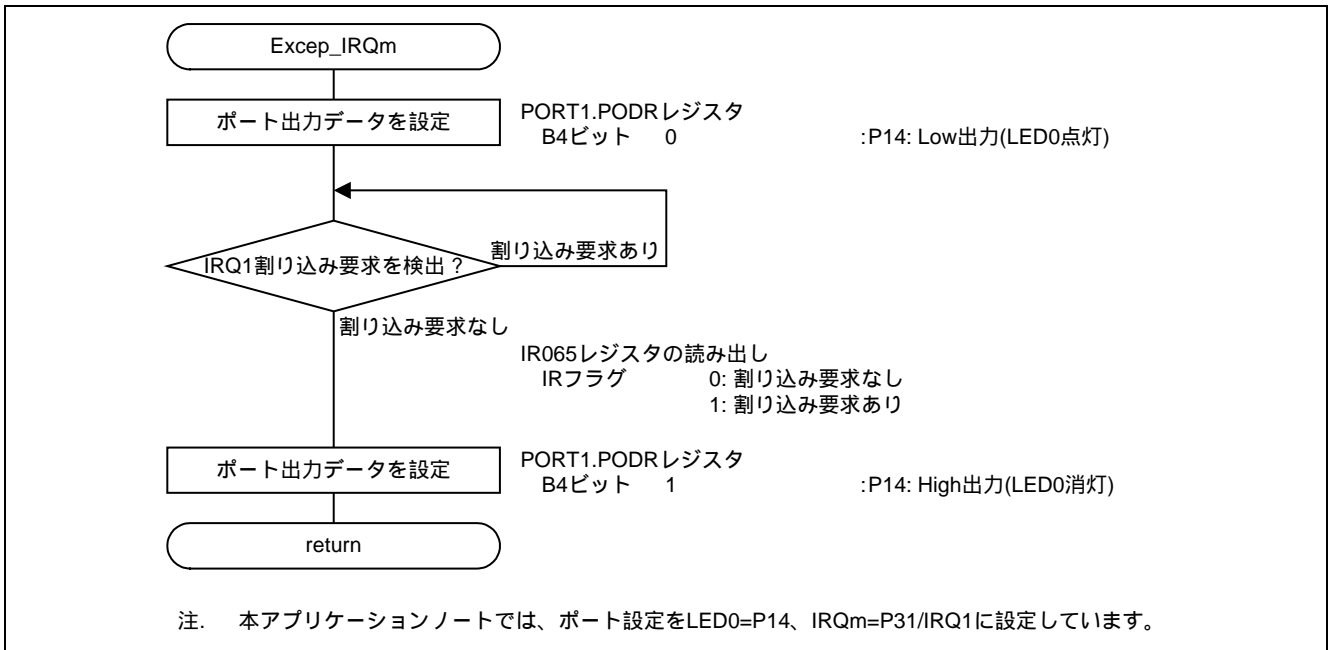 Excep_IRQm
ポート出力データを設定
PORT1.PODRレジスタ
B4ビット 0 :P14: Low出力(LED0点灯)
IRQ1割り込み要求を検出?
割り込み要求あり
割り込み要求なし
IR065レジスタの読み出し
IRフラグ 0: 割り込み要求なし
1: 割り込み要求あり
ポート出力データを設定
PORT1.PODRレジスタ
B4ビット 1 :P14: High出力(LED0消灯)
return
注. 本アプリケーションノートでは、ポート設定をLED0=P14、IRQm=P31/IRQ1に設定しています。